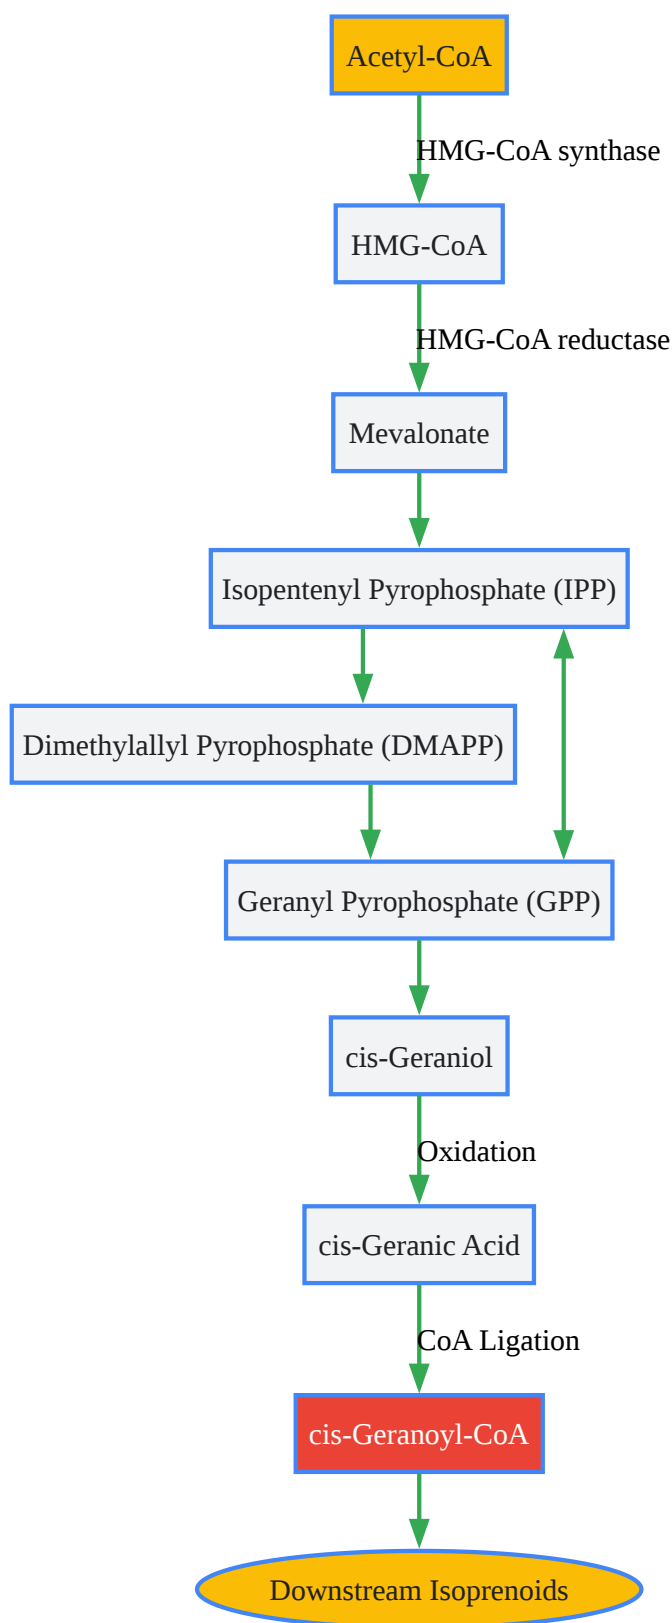 Acetyl-CoA
HMG-CoA synthase
HMG-CoA
HMG-CoA reductase
Mevalonate
Isopentenyl Pyrophosphate (IPP)
Dimethylallyl Pyrophosphate (DMAPP)
Geranyl Pyrophosphate (GPP)
cis-Geraniol
Oxidation
cis-Geranic Acid
CoA Ligation
cis-Geranoyl-CoA
Downstream Isoprenoids